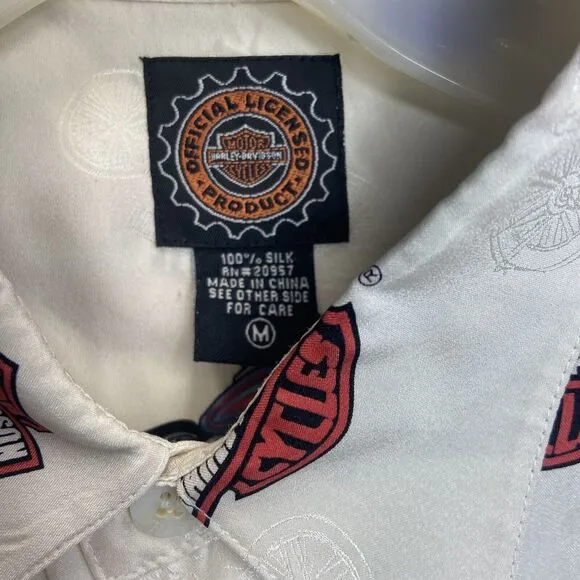 OFFICIAL LICENSED
MOTOR
HARLEY-DAVIDSON
CYCLES
PRODUCT
100% SILK
RN#20957
MADE IN CHINA
SEE OTHER SIDE
FOR CARE
M
®
CYCLES